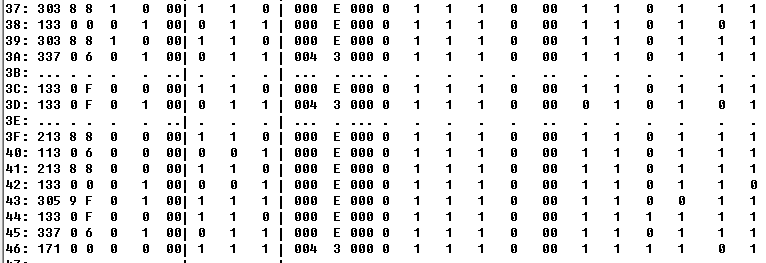 37: 303 8 8 1 0 00| 1 1 0 | 000 E 000 0 1 1 1 0 00 1 1 0 1 1 1
38: 133 0 0 0 1 00| 0 1 1 | 000 E 000 0 1 1 1 0 00 1 1 0 1 0 1
39: 303 8 8 1 0 00| 1 1 0 | 000 E 000 0 1 1 1 0 00 1 1 0 1 1 1
3A: 337 0 6 0 1 00| 0 1 1 | 004 3 000 0 1 1 1 0 00 1 1 0 1 1 1
3B: ... . . . . ..| . . . | ... . ... . . . . . .. . . . . . .
3C: 133 0 F 0 0 00| 1 1 0 | 000 E 000 0 1 1 1 0 00 1 1 0 1 1 1
3D: 133 0 F 0 1 00| 0 1 1 | 004 3 000 0 1 1 1 0 00 0 1 0 1 0 1
3E: ... . . . . ..| . . . | ... . ... . . . . . .. . . . . . .
3F: 213 8 8 0 0 00| 1 1 0 | 000 E 000 0 1 1 1 0 00 1 1 0 1 1 1
40: 113 0 6 0 0 00| 0 0 1 | 000 E 000 0 1 1 1 0 00 1 1 0 1 1 1
41: 213 8 8 0 0 00| 1 1 0 | 000 E 000 0 1 1 1 0 00 1 1 0 1 1 1
42: 133 0 0 0 1 00| 0 0 1 | 000 E 000 0 1 1 1 0 00 1 1 0 1 1 0
43: 305 9 F 0 1 00| 1 1 1 | 000 E 000 0 1 1 1 0 00 1 1 0 0 1 1
44: 133 0 F 0 0 00| 1 1 0 | 000 E 000 0 1 1 1 0 00 1 1 1 1 1 1
45: 337 0 6 0 1 00| 0 1 1 | 000 E 000 0 1 1 1 0 00 1 1 0 1 1 1
46: 171 0 0 0 0 00| 1 1 1 | 004 3 000 0 1 1 1 0 00 1 1 1 1 0 1